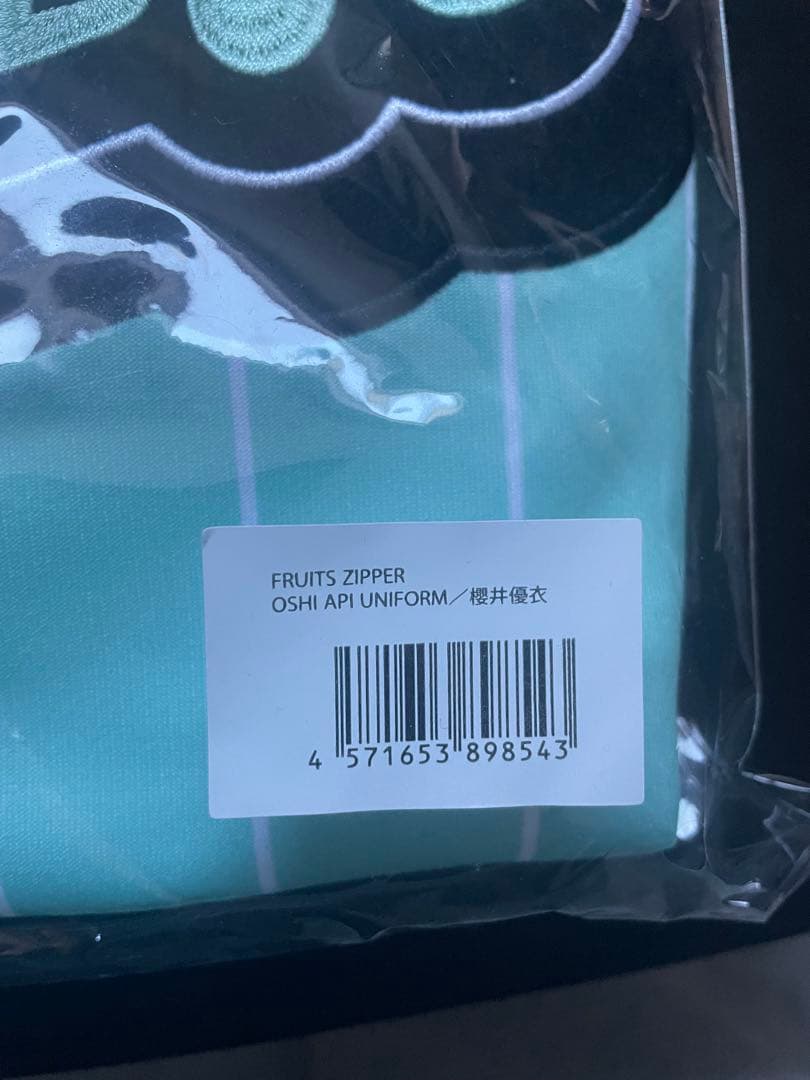 FRUITS ZIPPER
OSHI API UNIFORM／櫻井優衣
4 571653 898543